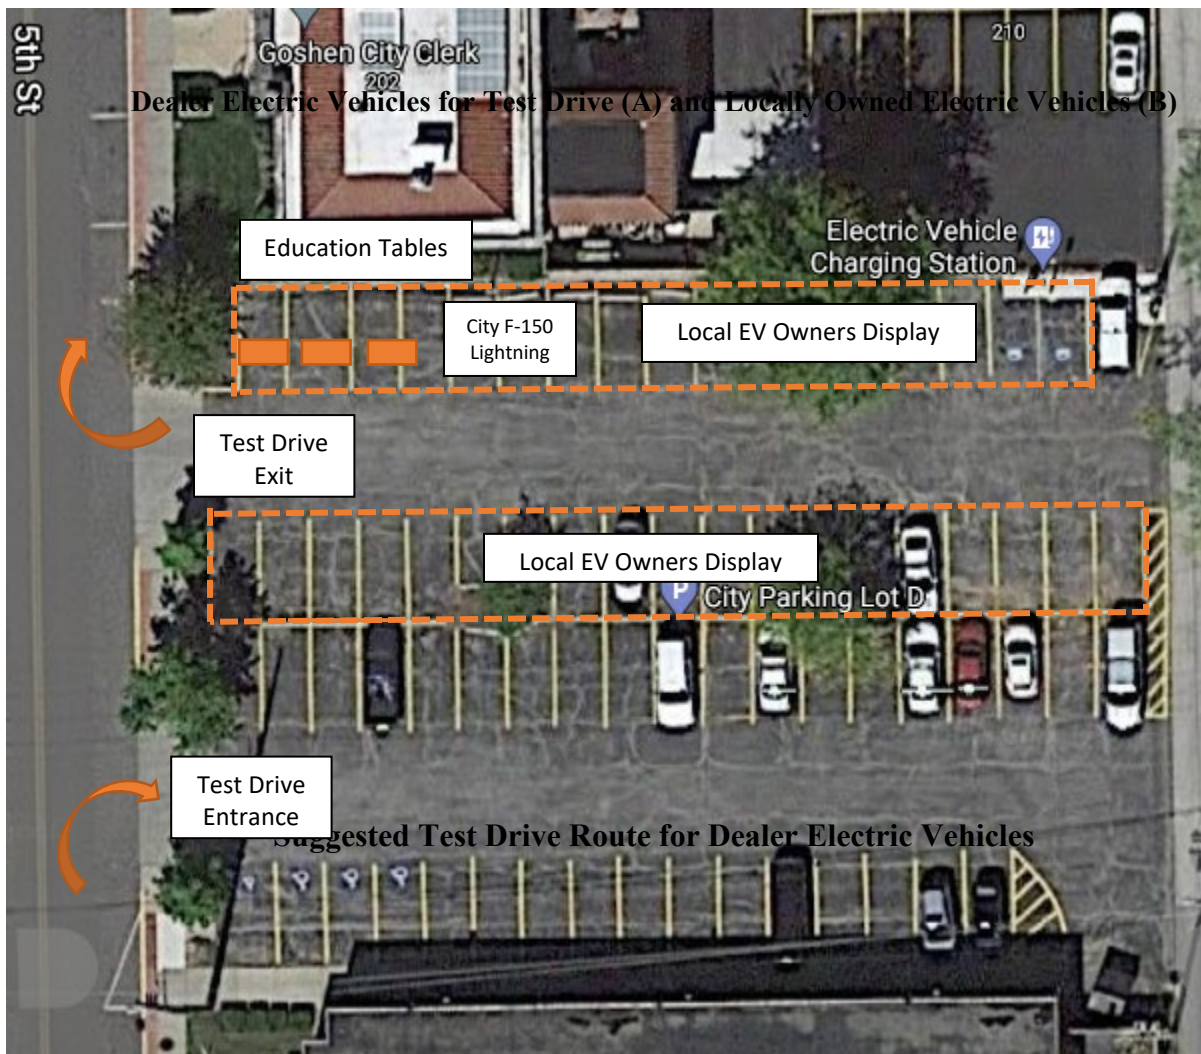 5th St
Goshen City Clerk
202
210
Dealer Electric Vehicles for Test Drive (A) and Locally Owned Electric Vehicles (B)
Education Tables
Electric Vehicle
Charging Station
City F-150
Lightning
Local EV Owners Display
Test Drive
Exit
Local EV Owners Display
P
City Parking Lot D
Test Drive
Entrance
Suggested Test Drive Route for Dealer Electric Vehicles